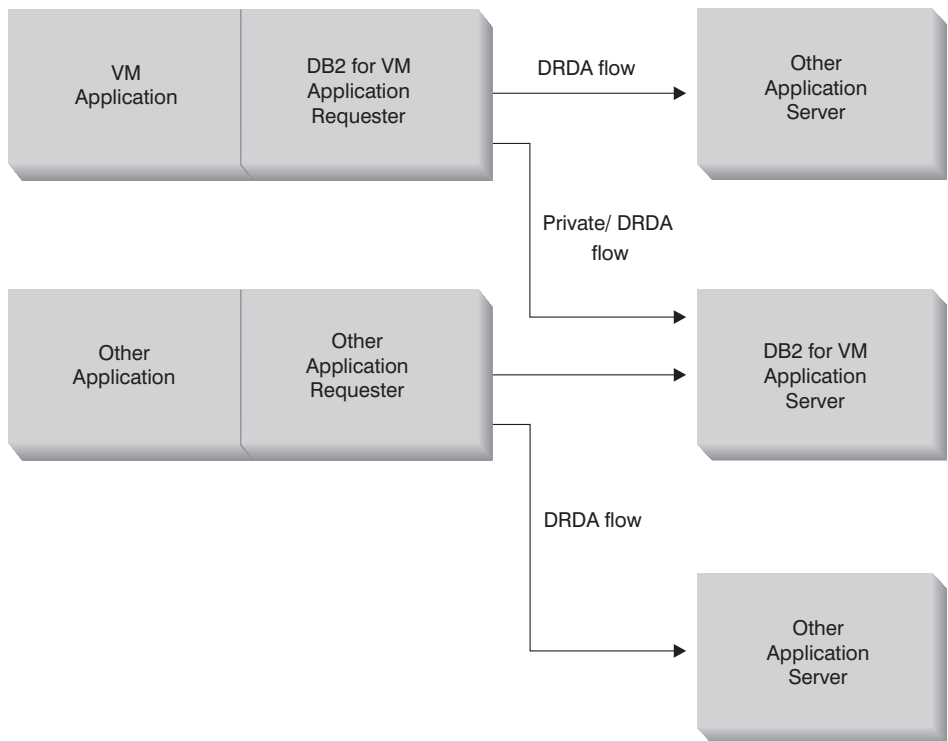 VM
Application
DB2 for VM
Application
Requester
DRDA flow
Other
Application
Server
Private/ DRDA
flow
Other
Application
Other
Application
Requester
DB2 for VM
Application
Server
DRDA flow
Other
Application
Server